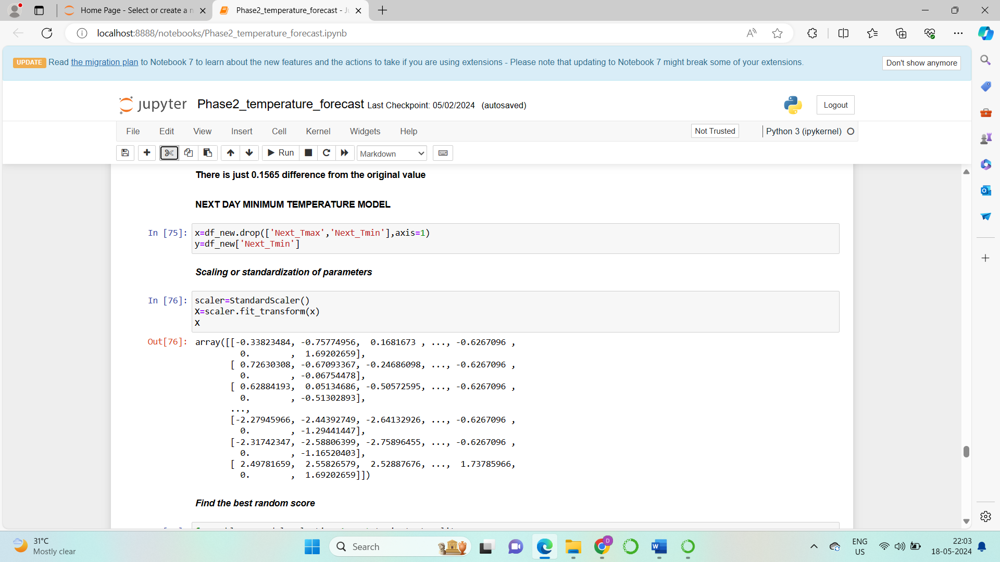 Home Page - Select or create a n
Phase2_temperature_forecast - Ju
localhost:8888/notebooks/Phase2_temperature_forecast.ipynb
UPDATE Read the migration plan to Notebook 7 to learn about the new features and the actions to take if you are using extensions - Please note that updating to Notebook 7 might break some of your extensions.
Don't show anymore
jupyter Phase2_temperature_forecast Last Checkpoint: 05/02/2024 (autosaved)
Logout
File Edit View Insert Cell Kernel Widgets Help
Not Trusted
Python 3 (ipykernel)
Run
Markdown
There is just 0.1565 difference from the original value
NEXT DAY MINIMUM TEMPERATURE MODEL
In [75]: x=df_new.drop(['Next_Tmax','Next_Tmin'],axis=1)
y=df_new['Next_Tmin']
Scaling or standardization of parameters
In [76]: scaler=StandardScaler()
X=scaler.fit_transform(x)
X
Out[76]: array([[-0.33823484, -0.75774956,  0.1681673 , ..., -0.6267096 ,
0.        ,  1.69202659],
[ 0.72630308, -0.67093367, -0.24686098, ..., -0.6267096 ,
0.        , -0.06754478],
[ 0.62884193,  0.05134686, -0.50572595, ..., -0.6267096 ,
0.        , -0.51302893],
...,
[-2.27945966, -2.44392749, -2.64132926, ..., -0.6267096 ,
0.        , -1.29441447],
[-2.31742347, -2.58806399, -2.75896455, ..., -0.6267096 ,
0.        , -1.16520403],
[ 2.49781659,  2.55826579,  2.52887676, ...,  1.73785966,
0.        ,  1.69202659]])
Find the best random score
31°C
Mostly clear
Search
D
ENG
US
22:03
18-05-2024